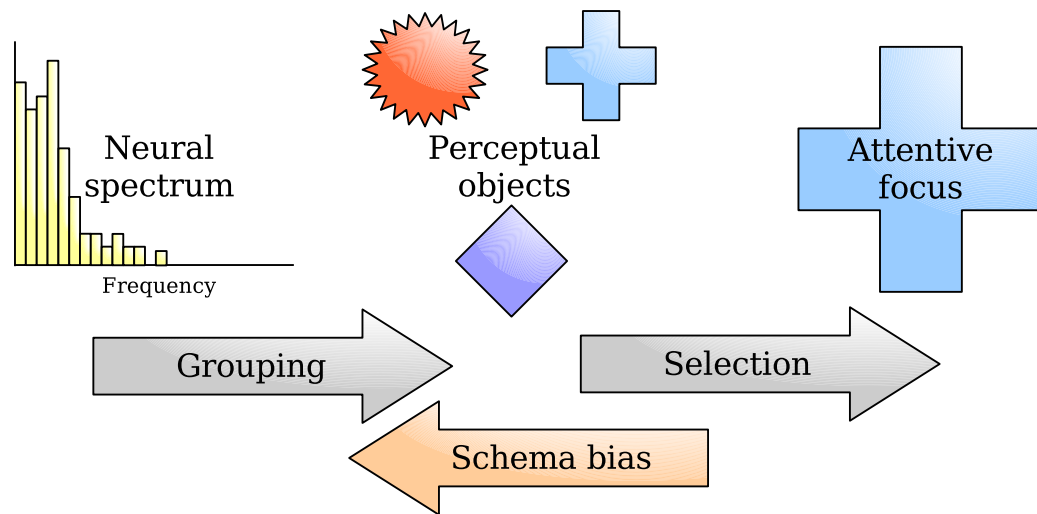 Neural
spectrum
Frequency
Perceptual
objects
Attentive
focus
Grouping
Selection
Schema bias